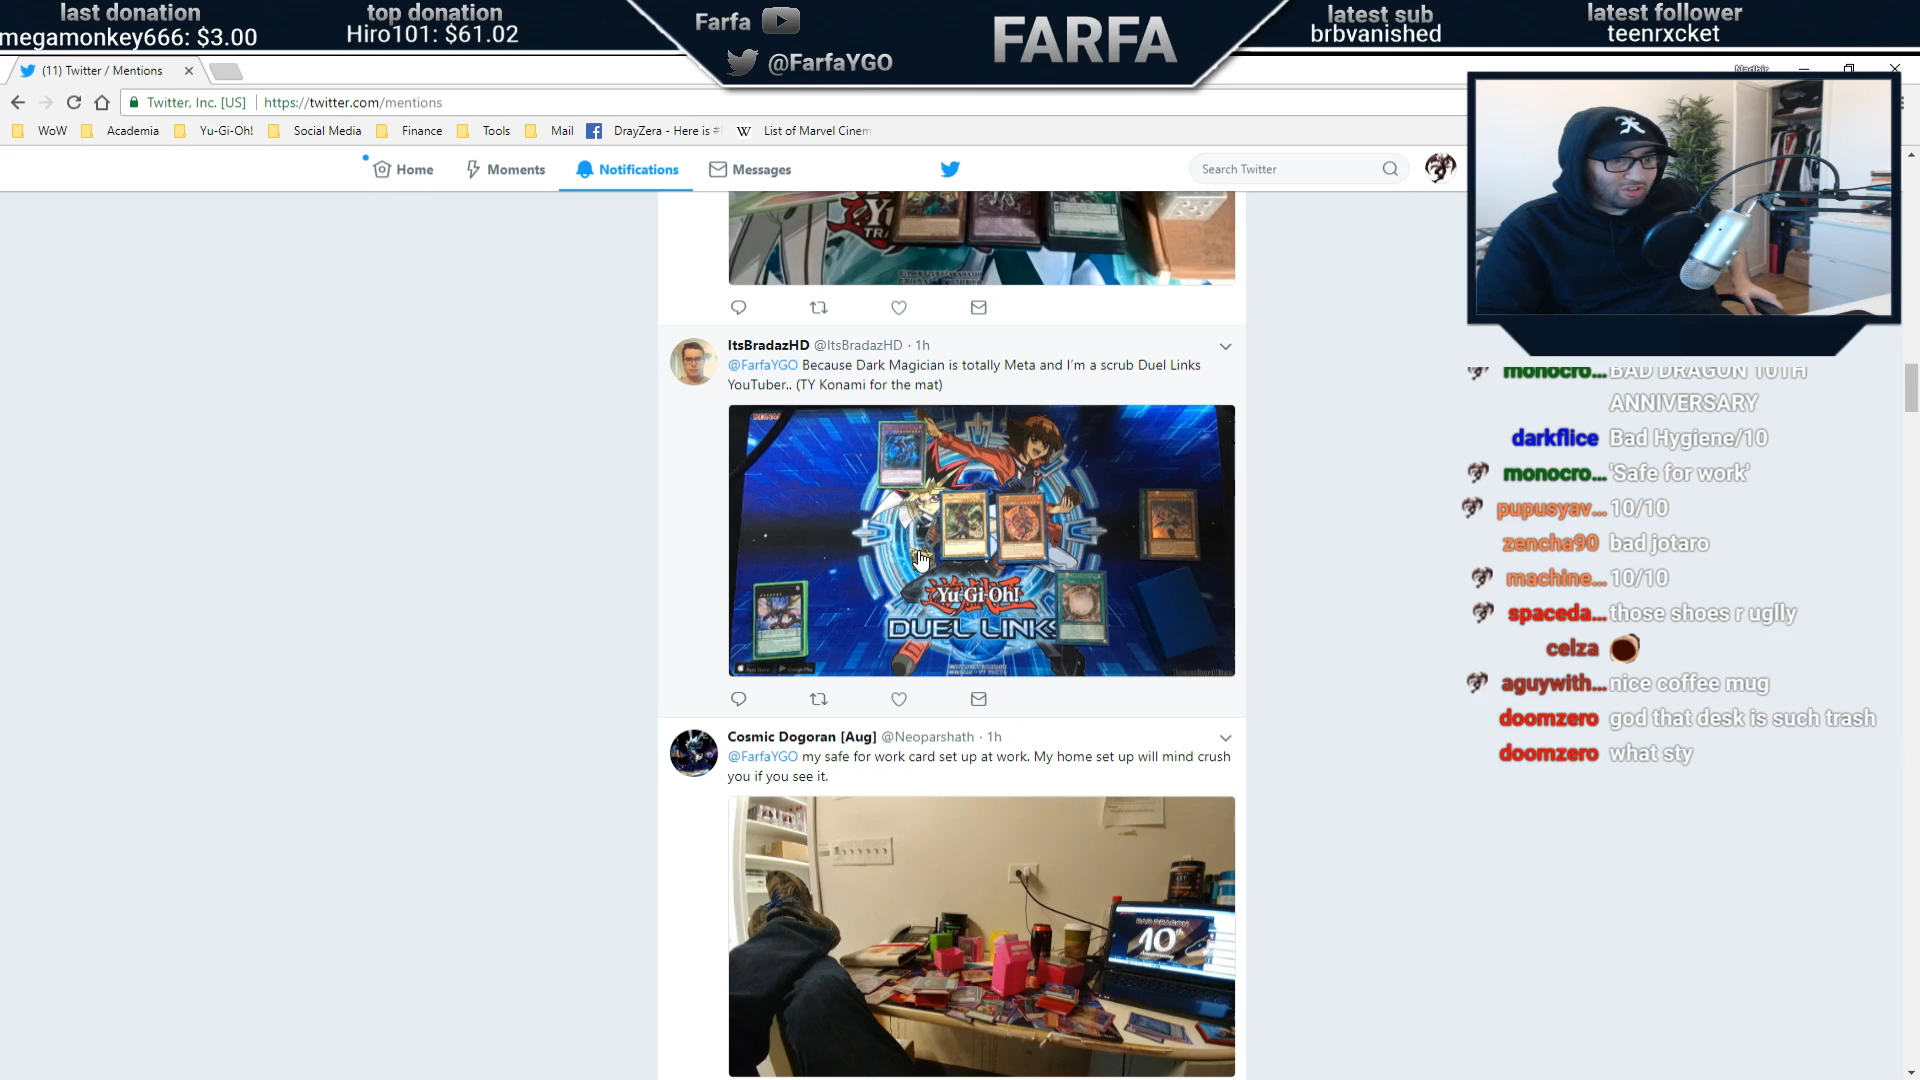 last donation
megamonkey666: $3.00
top donation
Hiro101: $61.02
Farfa
@FarfaYGO
FARFA
latest sub
brbvanished
latest follower
teenrxcket
(11) Twitter / Mentions
Twitter, Inc. [US]
https://twitter.com/mentions
WoW
Academia
Yu-Gi-Oh!
Social Media
Finance
Tools
Mail
DrayZera - Here is #
List of Marvel Cinem
Home
Moments
Notifications
Messages
Search Twitter
ItsBradazHD @ItsBradazHD · 1h
@FarfaYGO Because Dark Magician is totally Meta and I'm a scrub Duel Links
YouTuber.. (TY Konami for the mat)
KONAMI
遊戯王
Yu-Gi-Oh!
DUEL LINKS
Cosmic Dogoran [Aug] @Neoparshath · 1h
@FarfaYGO my safe for work card set up at work. My home set up will mind crush
you if you see it.
BAD DRAGON
10th
monocro... BAD DRAGON 10TH
ANNIVERSARY
darkflice Bad Hygiene/10
monocro... 'Safe for work'
pupusyav... 10/10
zencha90 bad jotaro
machine... 10/10
spaceda... those shoes r uglly
celza
aguywith... nice coffee mug
doomzero god that desk is such trash
doomzero what sty